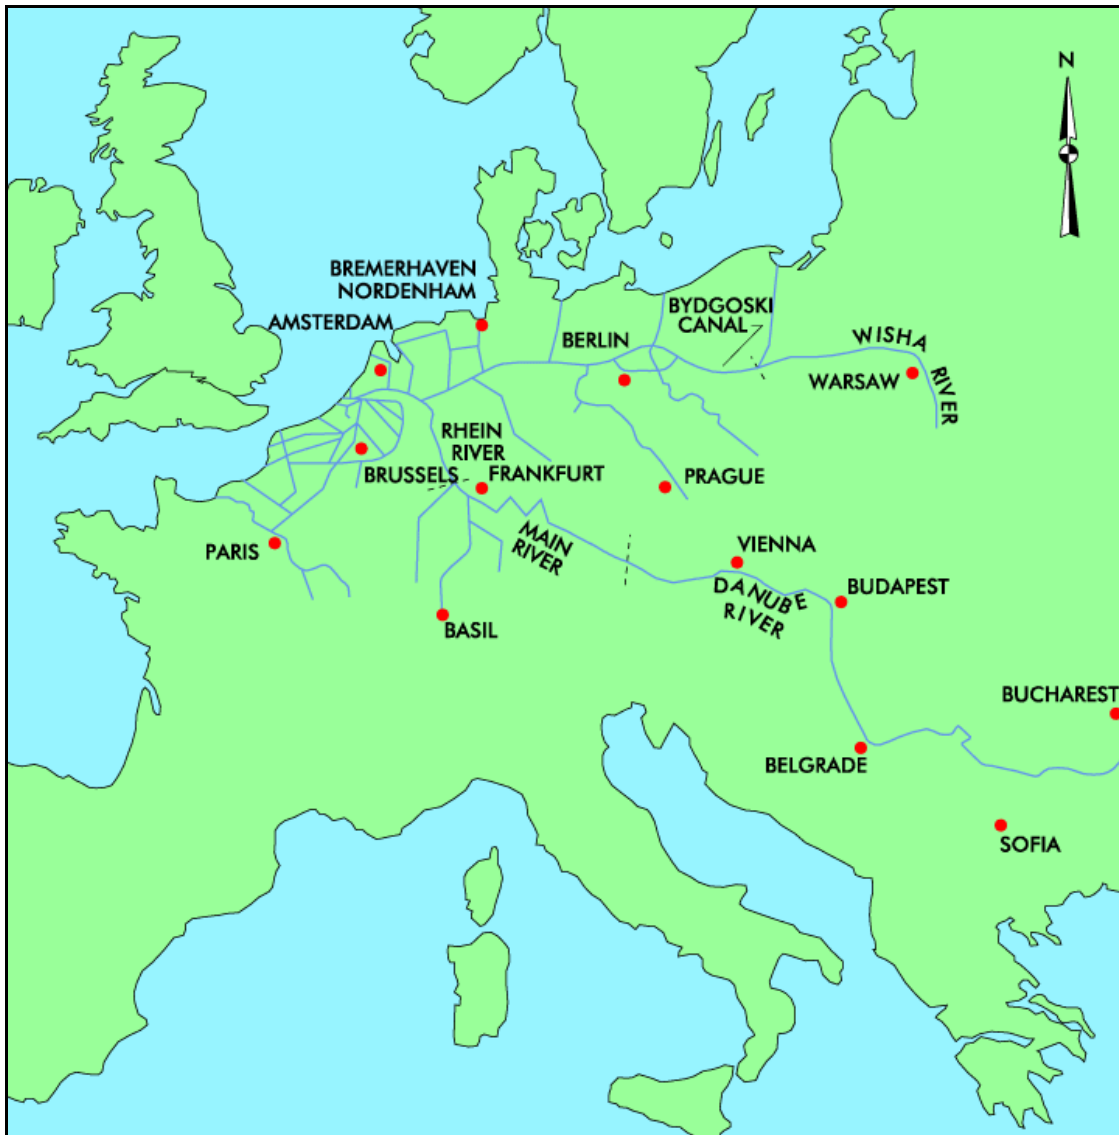 N
BREMERHAVEN
NORDENHAM
AMSTERDAM
BYDGOSKI
CANAL
BERLIN
WISHA
RIVER
WARSAW
RHEIN
RIVER
BRUSSELS
FRANKFURT
PRAGUE
MAIN
RIVER
PARIS
VIENNA
DANUBE
RIVER
BUDAPEST
BASIL
BUCHAREST
BELGRADE
SOFIA